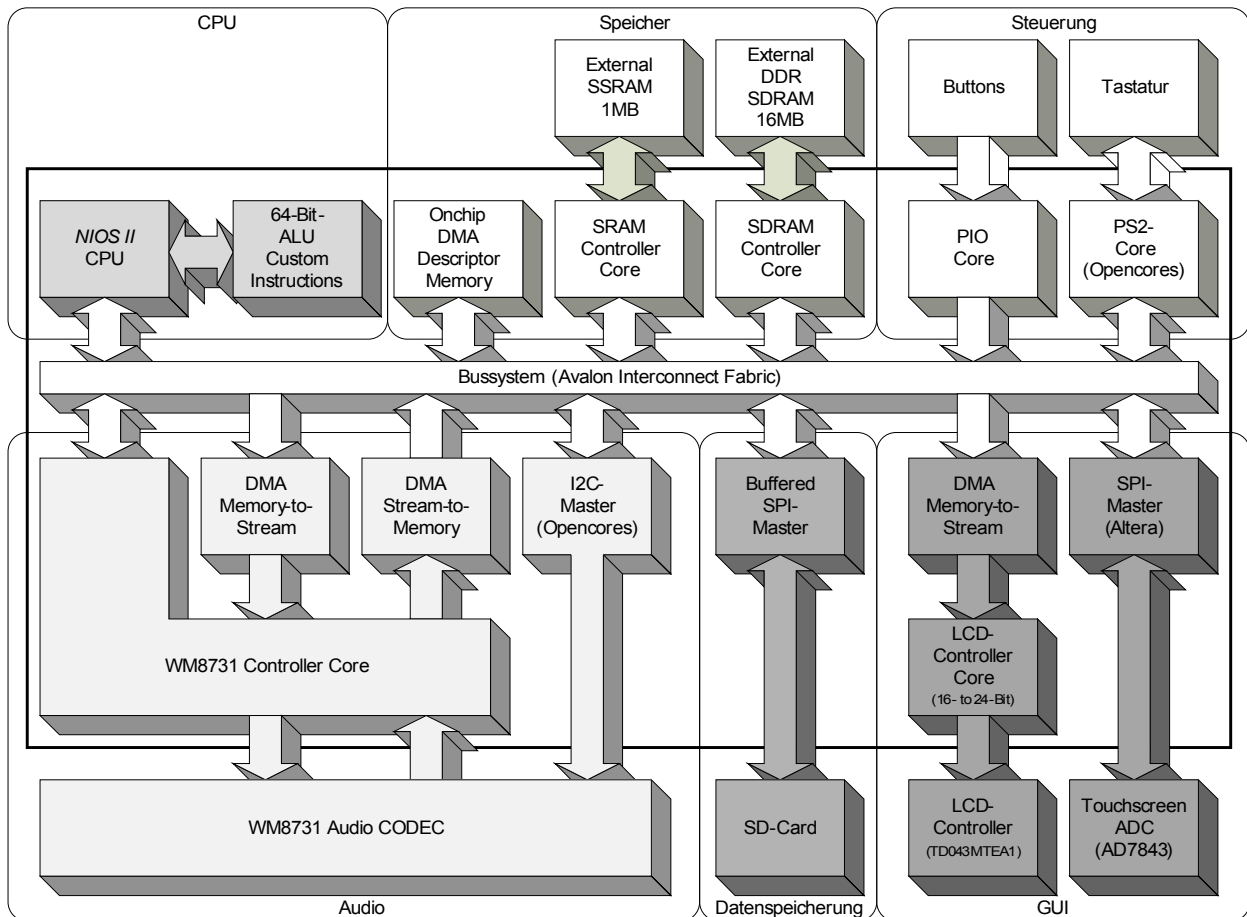 CPU
Speicher
Steuerung
External
SSRAM
1MB
External
DDR
SDRAM
16MB
Buttons
Tastatur
NIOS II
CPU
64-Bit-
ALU
Custom
Instructions
Onchip
DMA
Descriptor
Memory
SRAM
Controller
Core
SDRAM
Controller
Core
PIO
Core
PS2-
Core
(Opencores)
Bussystem (Avalon Interconnect Fabric)
DMA
Memory-to-
Stream
DMA
Stream-to-
Memory
I2C-
Master
(Opencores)
Buffered
SPI-
Master
DMA
Memory-to-
Stream
SPI-
Master
(Altera)
WM8731 Controller Core
LCD-
Controller
Core
(16- to 24-Bit)
WM8731 Audio CODEC
SD-Card
LCD-
Controller
(TD043MTEA1)
Touchscreen
ADC
(AD7843)
Audio
Datenspeicherung
GUI